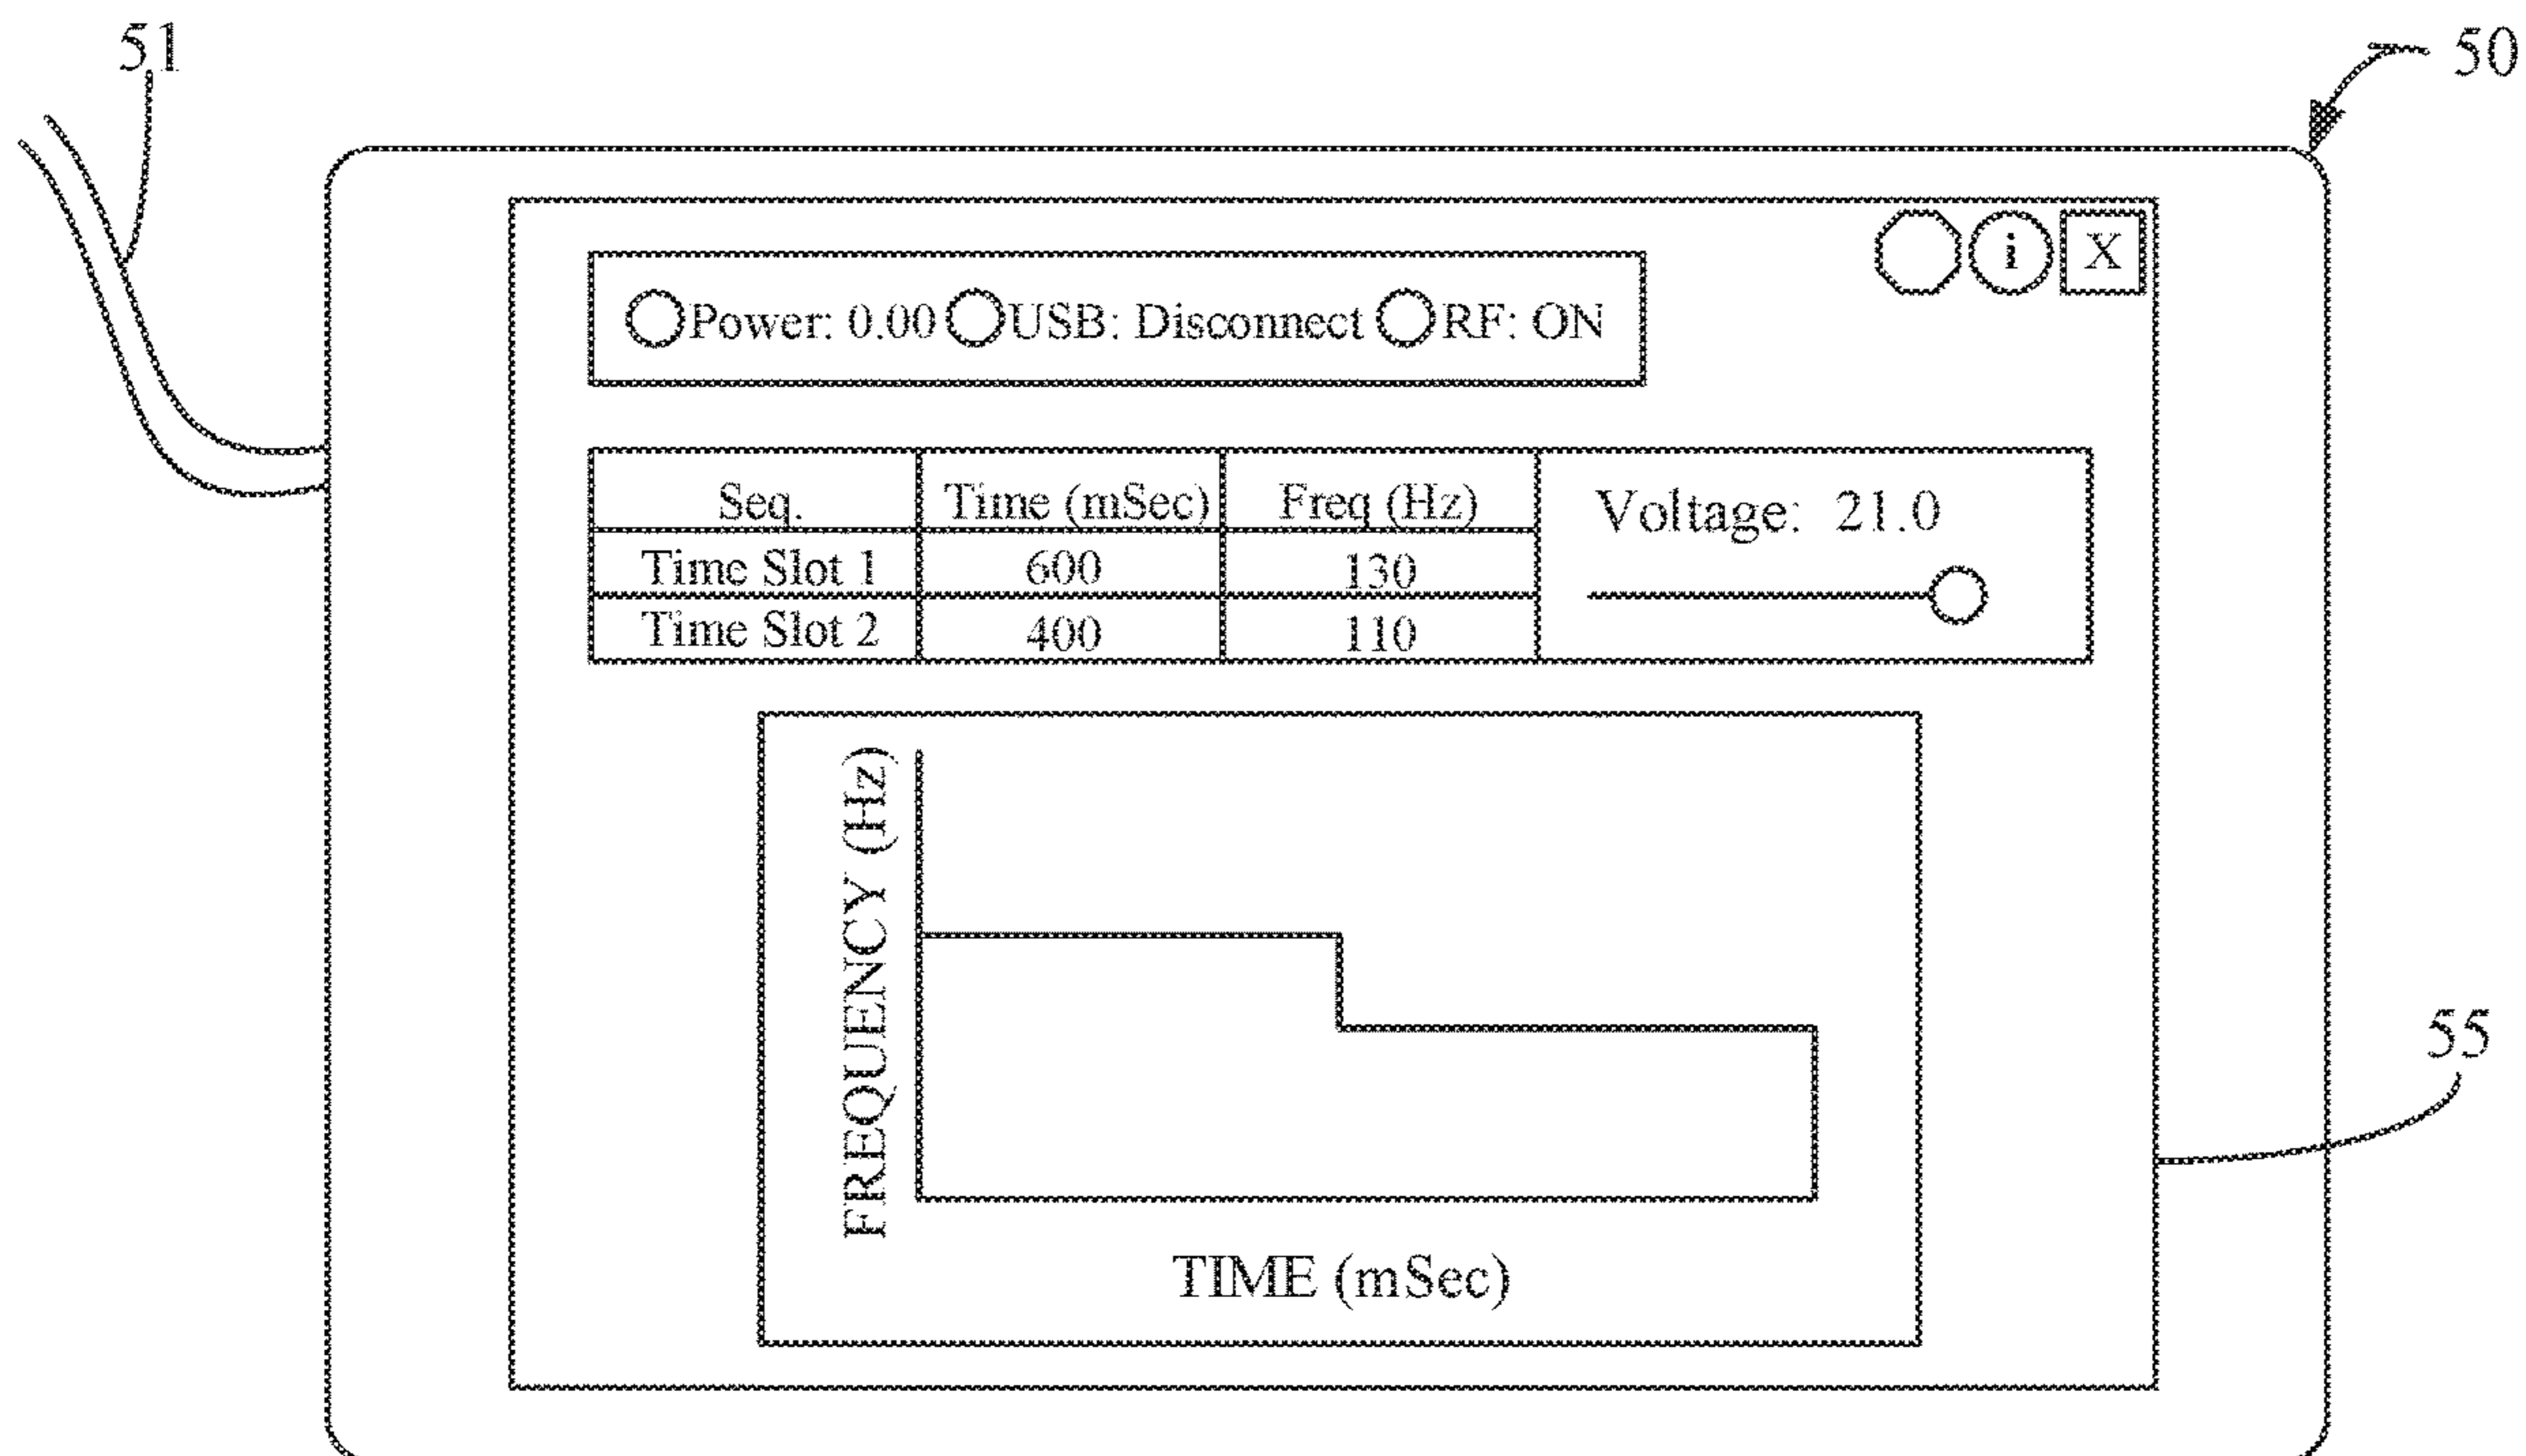 51
50
i X
Power: 0.00 USB: Disconnect RF: ON
Seq. Time (mSec) Freq (Hz) Voltage: 21.0
Time Slot 1 600 130
Time Slot 2 400 110
FREQUENCY (Hz)
55
TIME (mSec)